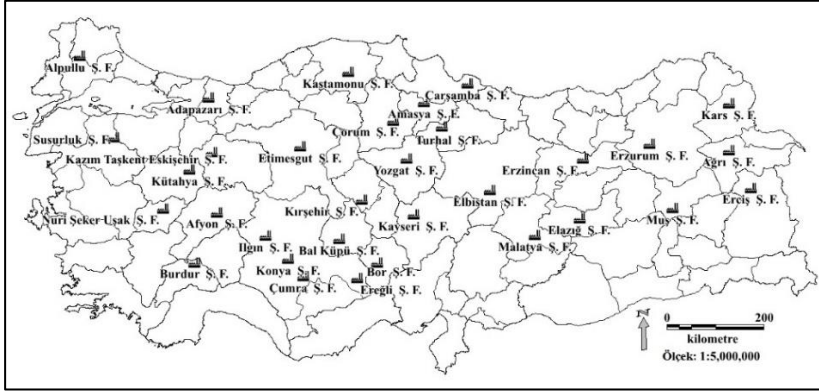 Alpullu Ş. F.
Kastamonu Ş. F.
Çarşamba Ş. F.
Adapazarı Ş. F.
Amasya Ş. F.
Kars Ş. F.
Çorum Ş. F.
Turhal Ş. F.
Susurluk Ş. F.
Kazım Taşkent Eskişehir Ş. F.
Etimesgut Ş. F.
Erzurum Ş. F.
Ağrı Ş. F.
Kütahya Ş. F.
Yozgat Ş. F.
Erzincan Ş. F.
Elbistan Ş. F.
Erciş Ş. F.
Kırşehir Ş. F.
Nuri Şeker Uşak Ş. F.
Afyon Ş. F.
Kayseri Ş. F.
Elazığ Ş. F.
Muş Ş. F.
Ilgın Ş. F.
Bal Küpü Ş. F.
Malatya Ş. F.
Burdur Ş. F.
Konya Ş. F.
Bor Ş. F.
Çumra Ş. F.
Ereğli Ş. F.
N
0 200
kilometre
Ölçek: 1:5,000,000